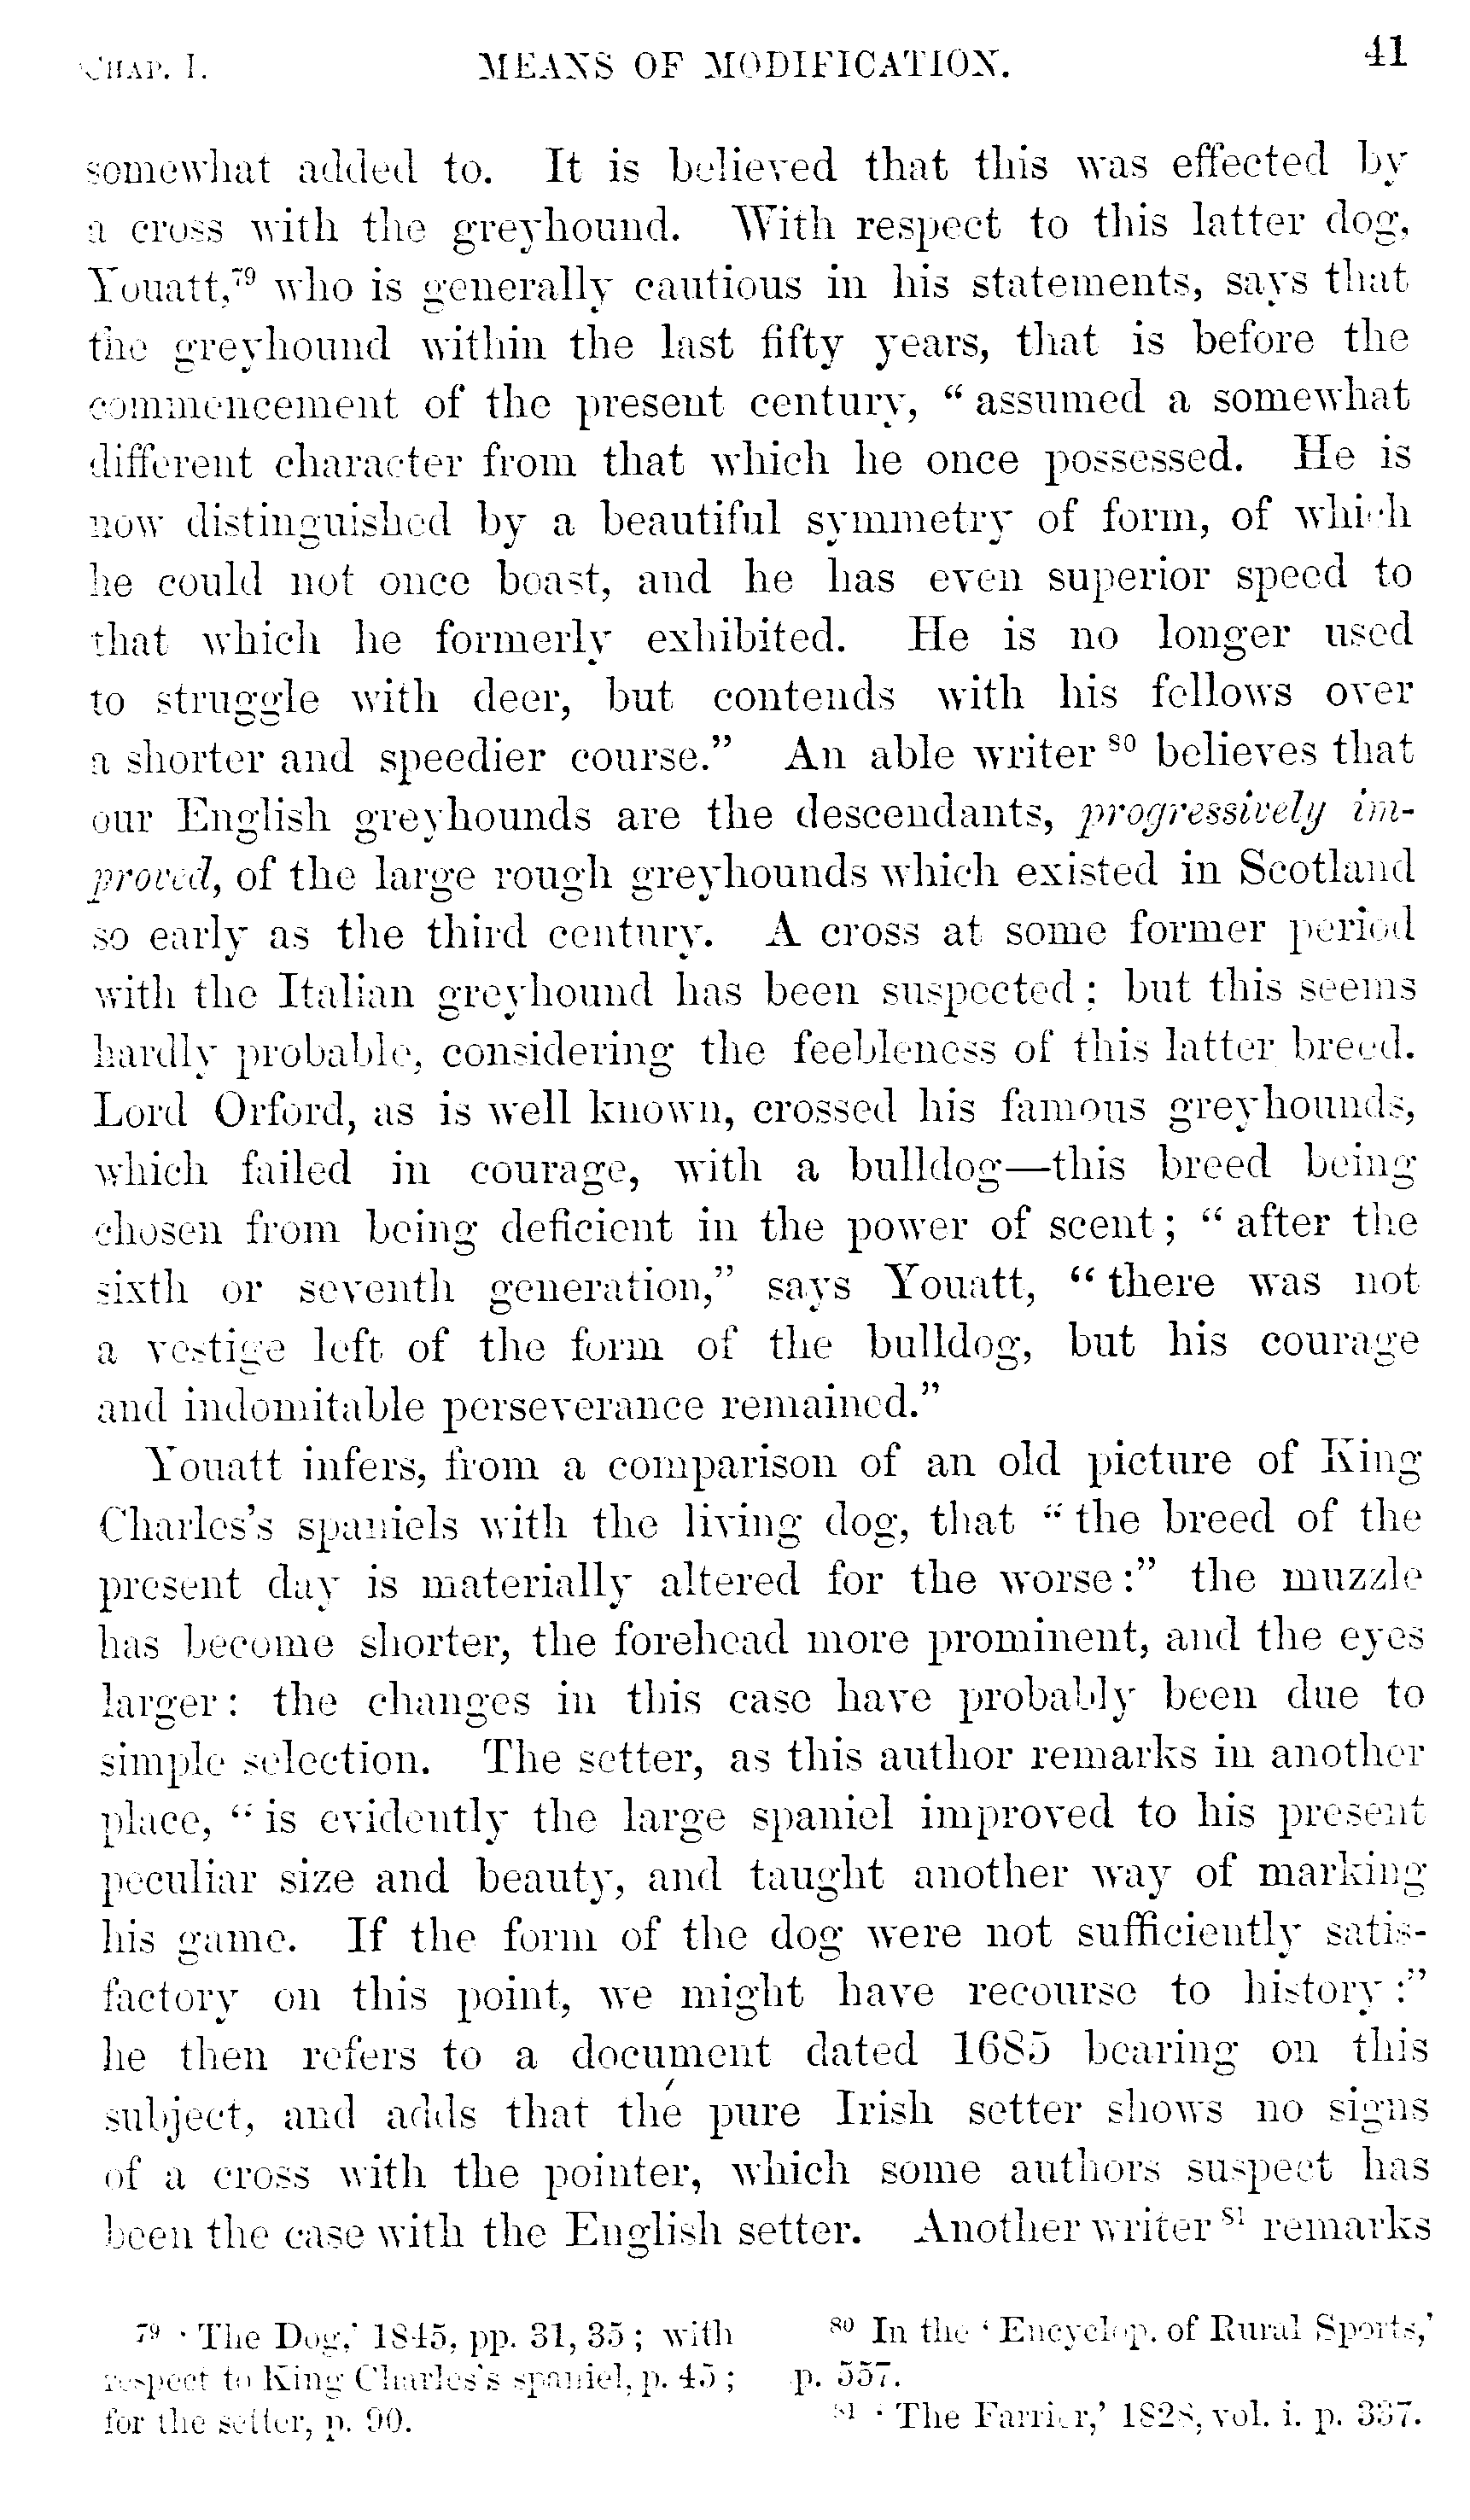 CHAP. I. MEANS OF MODIFICATION. 41
somewhat added to. It is believed that this was effected by
a cross with the greyhound. With respect to this latter dog,
Youatt,⁷⁹ who is generally cautious in his statements, says that
the greyhound within the last fifty years, that is before the
commencement of the present century, “assumed a somewhat
different character from that which he once possessed. He is
now distinguished by a beautiful symmetry of form, of which
he could not once boast, and he has even superior speed to
that which he formerly exhibited. He is no longer used
to struggle with deer, but contends with his fellows over
a shorter and speedier course.” An able writer ⁸⁰ believes that
our English greyhounds are the descendants, progressively im-
proved, of the large rough greyhounds which existed in Scotland
so early as the third century. A cross at some former period
with the Italian greyhound has been suspected; but this seems
hardly probable, considering the feebleness of this latter breed.
Lord Orford, as is well known, crossed his famous greyhounds,
which failed in courage, with a bulldog—this breed being
chosen from being deficient in the power of scent; “after the
sixth or seventh generation,” says Youatt, “there was not
a vestige left of the form of the bulldog, but his courage
and indomitable perseverance remained.”
Youatt infers, from a comparison of an old picture of King
Charles's spaniels with the living dog, that “the breed of the
present day is materially altered for the worse:” the muzzle
has become shorter, the forehead more prominent, and the eyes
larger: the changes in this case have probably been due to
simple selection. The setter, as this author remarks in another
place, “is evidently the large spaniel improved to his present
peculiar size and beauty, and taught another way of marking
his game. If the form of the dog were not sufficiently satis-
factory on this point, we might have recourse to history:”
he then refers to a document dated 1685 bearing on this
subject, and adds that the pure Irish setter shows no signs
of a cross with the pointer, which some authors suspect has
been the case with the English setter. Another writer ⁸¹ remarks
⁷⁹ ‘The Dog,’ 1845, pp. 31, 35; with
respect to King Charles's spaniel, p. 45;
for the setter, p. 90.
⁸⁰ In the ‘Encyclop. of Rural Sports,’
p. 557.
⁸¹ ‘The Farrier,’ 1828, vol. i. p. 337.